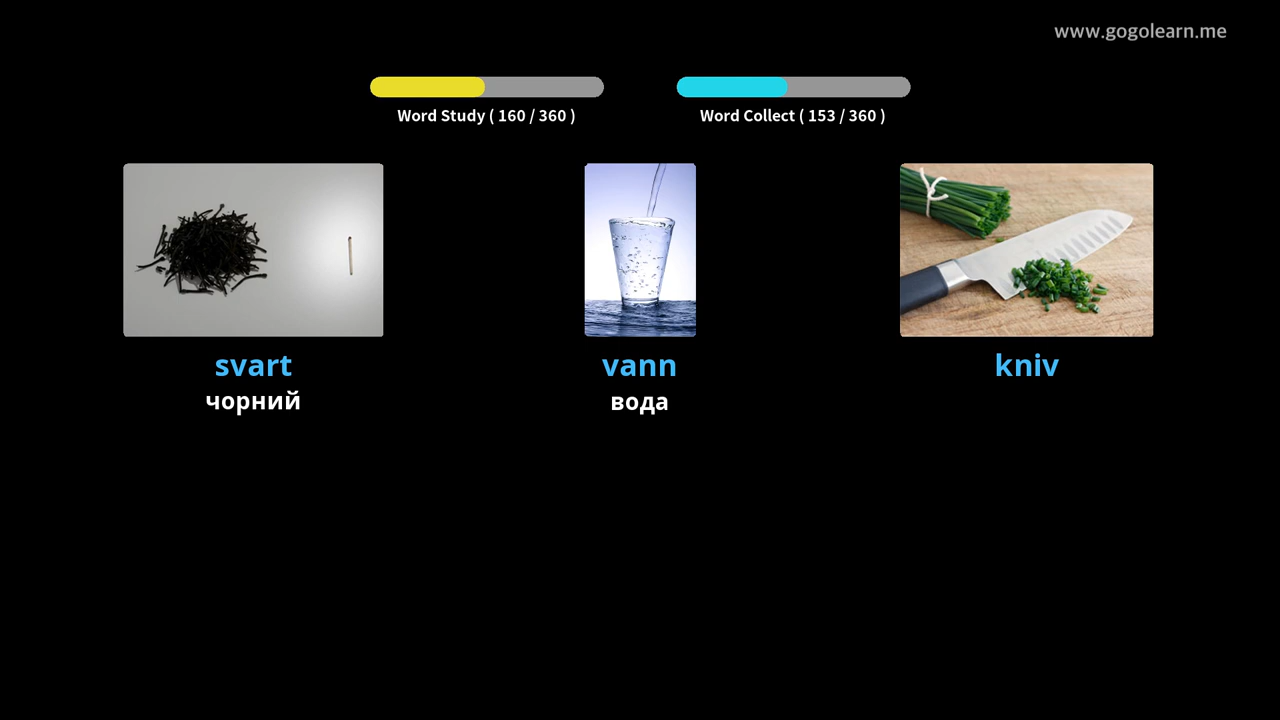 www.gogolearn.me
Word Study ( 160 / 360 )
Word Collect ( 153 / 360 )
svart
vann
kniv
чорний
вода